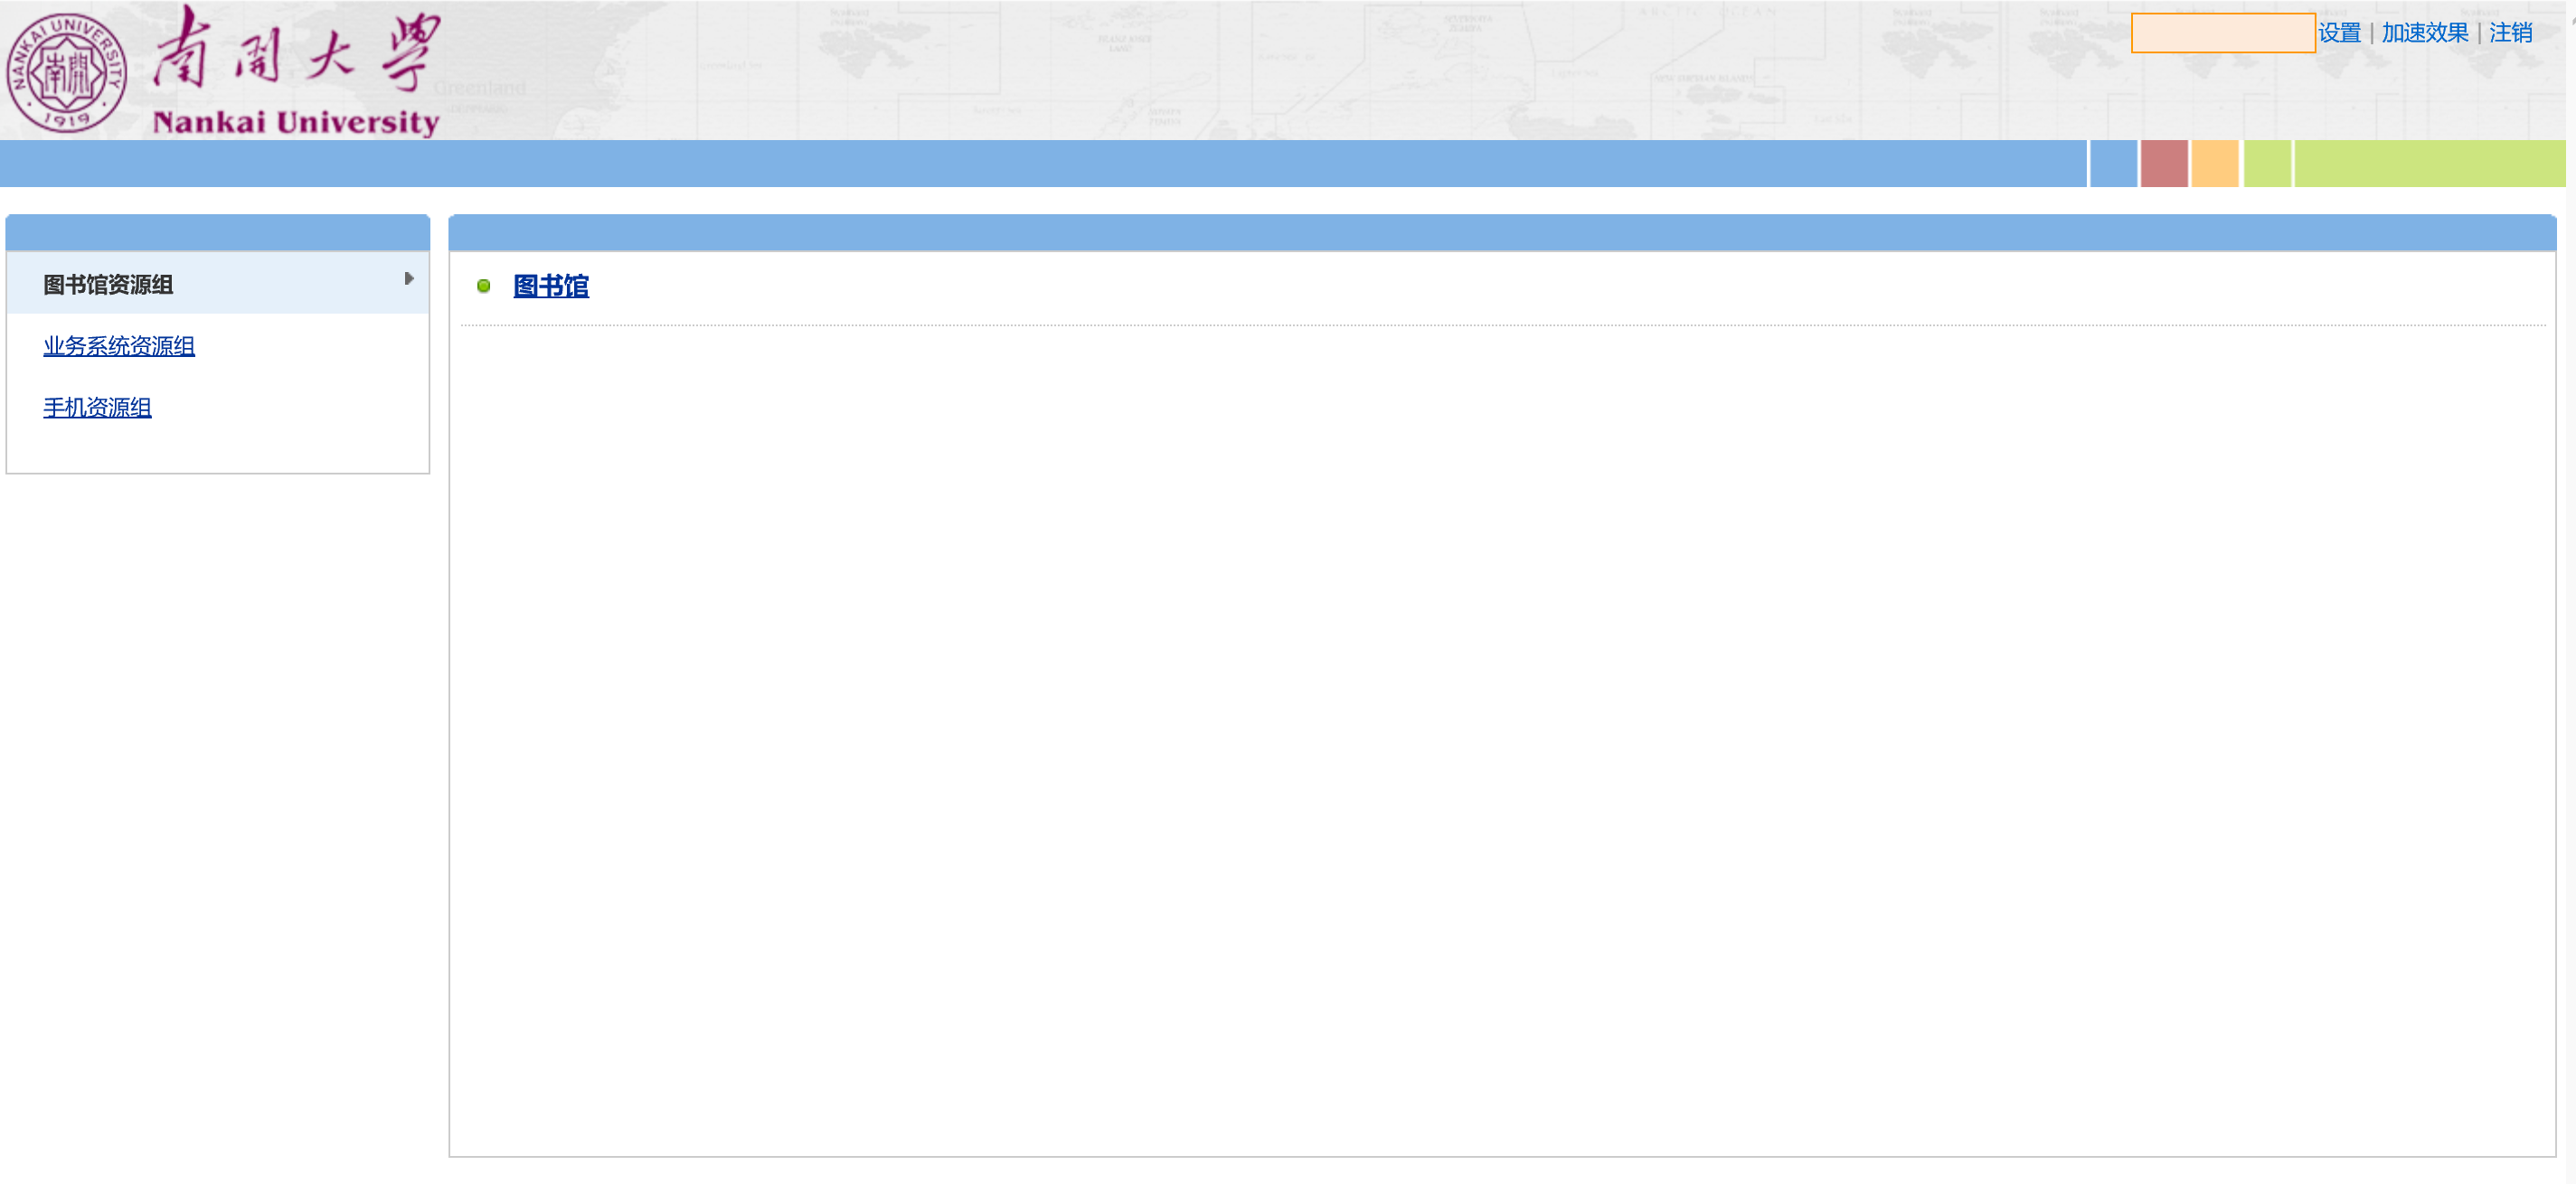 NANKAI UNIVERSITY
南開
1919
南開大學
Nankai University
Greenland
设置 | 加速效果 | 注销
图书馆资源组
业务系统资源组
手机资源组
图书馆